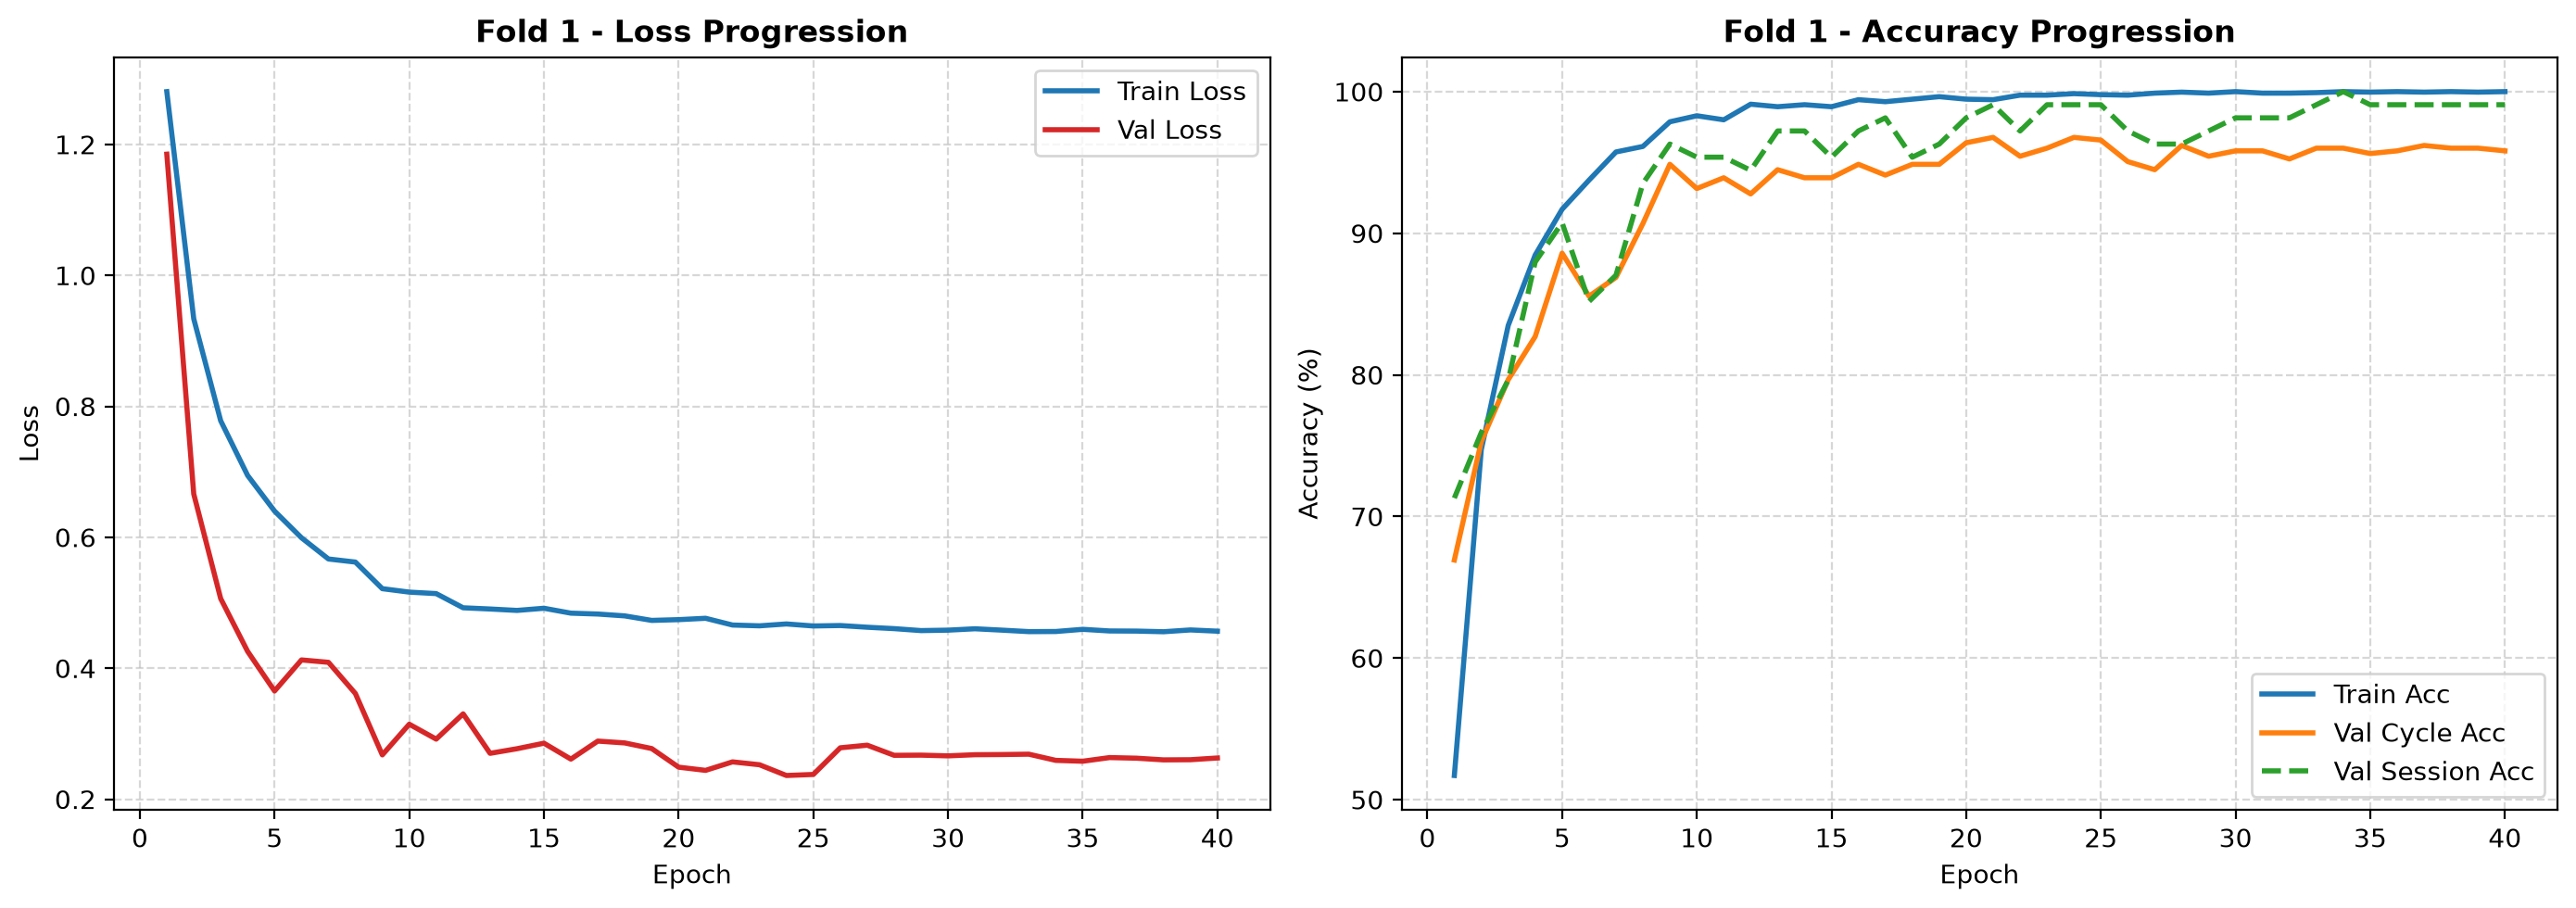 Fold 1 - Loss Progression
Train Loss
Val Loss
1.2
1.0
0.8
0.6
0.4
0.2
Loss
0 5 10 15 20 25 30 35 40
Epoch
Fold 1 - Accuracy Progression
100
90
80
70
60
50
Accuracy (%)
Train Acc
Val Cycle Acc
Val Session Acc
0 5 10 15 20 25 30 35 40
Epoch